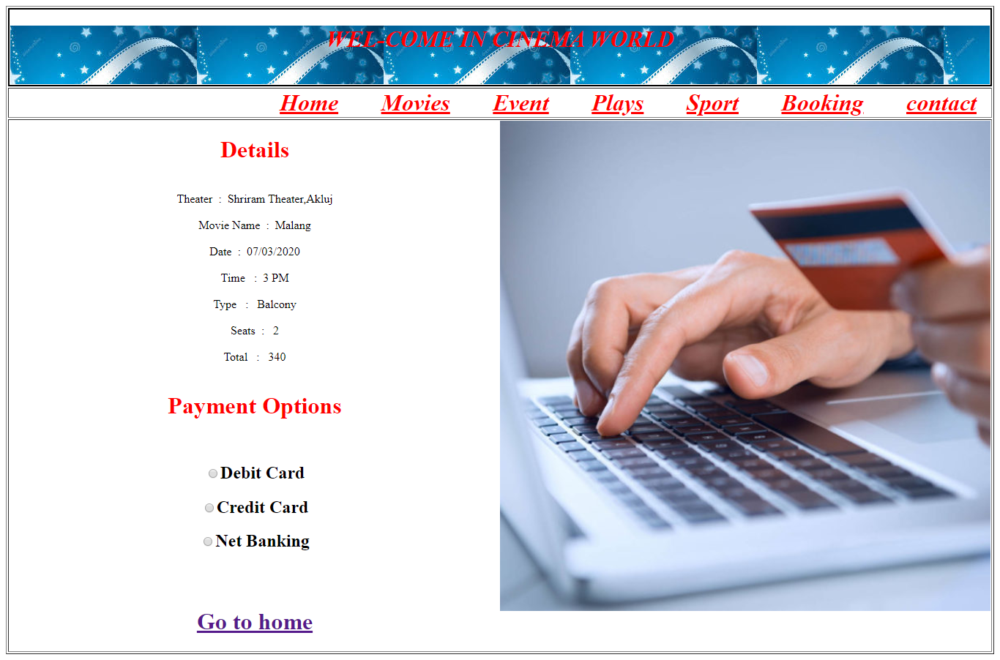 WEL-COME IN CINEMA WORLD
Home Movies Event Plays Sport Booking contact
Details
Theater : Shriram Theater,Akluj
Movie Name : Malang
Date : 07/03/2020
Time : 3 PM
Type : Balcony
Seats : 2
Total : 340
Payment Options
Debit Card
Credit Card
Net Banking
Go to home